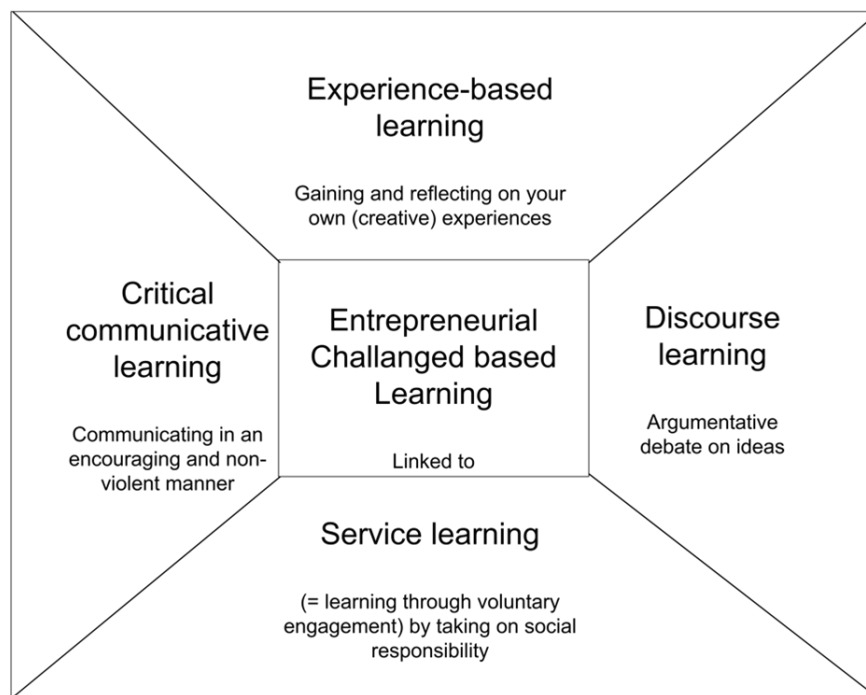 Experience-based
learning
Gaining and reflecting on your
own (creative) experiences
Critical
communicative
learning
Communicating in an
encouraging and non-
violent manner
Entrepreneurial
Challanged based
Learning
Linked to
Discourse
learning
Argumentative
debate on ideas
Service learning
(= learning through voluntary
engagement) by taking on social
responsibility